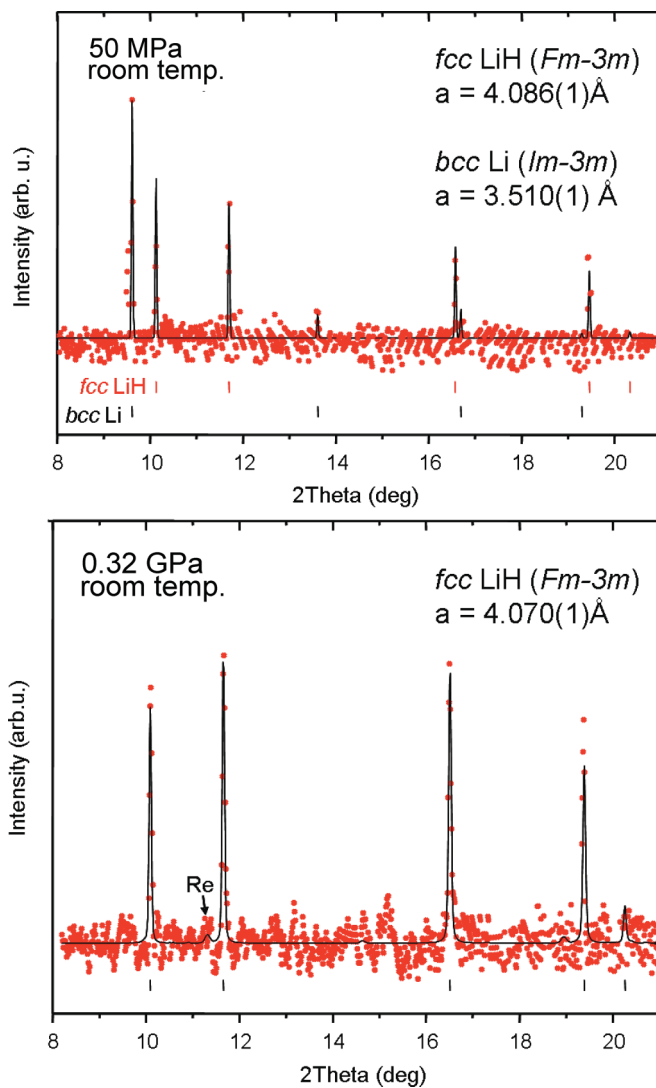 50 MPa
room temp.
fcc LiH (Fm-3m)
a = 4.086(1)Å
bcc Li (Im-3m)
a = 3.510(1) Å
Intensity (arb. u.)
fcc LiH
bcc Li
8 10 12 14 16 18 20
2Theta (deg)
0.32 GPa
room temp.
fcc LiH (Fm-3m)
a = 4.070(1)Å
Intensity (arb.u.)
Re
8 10 12 14 16 18 20
2Theta (deg)